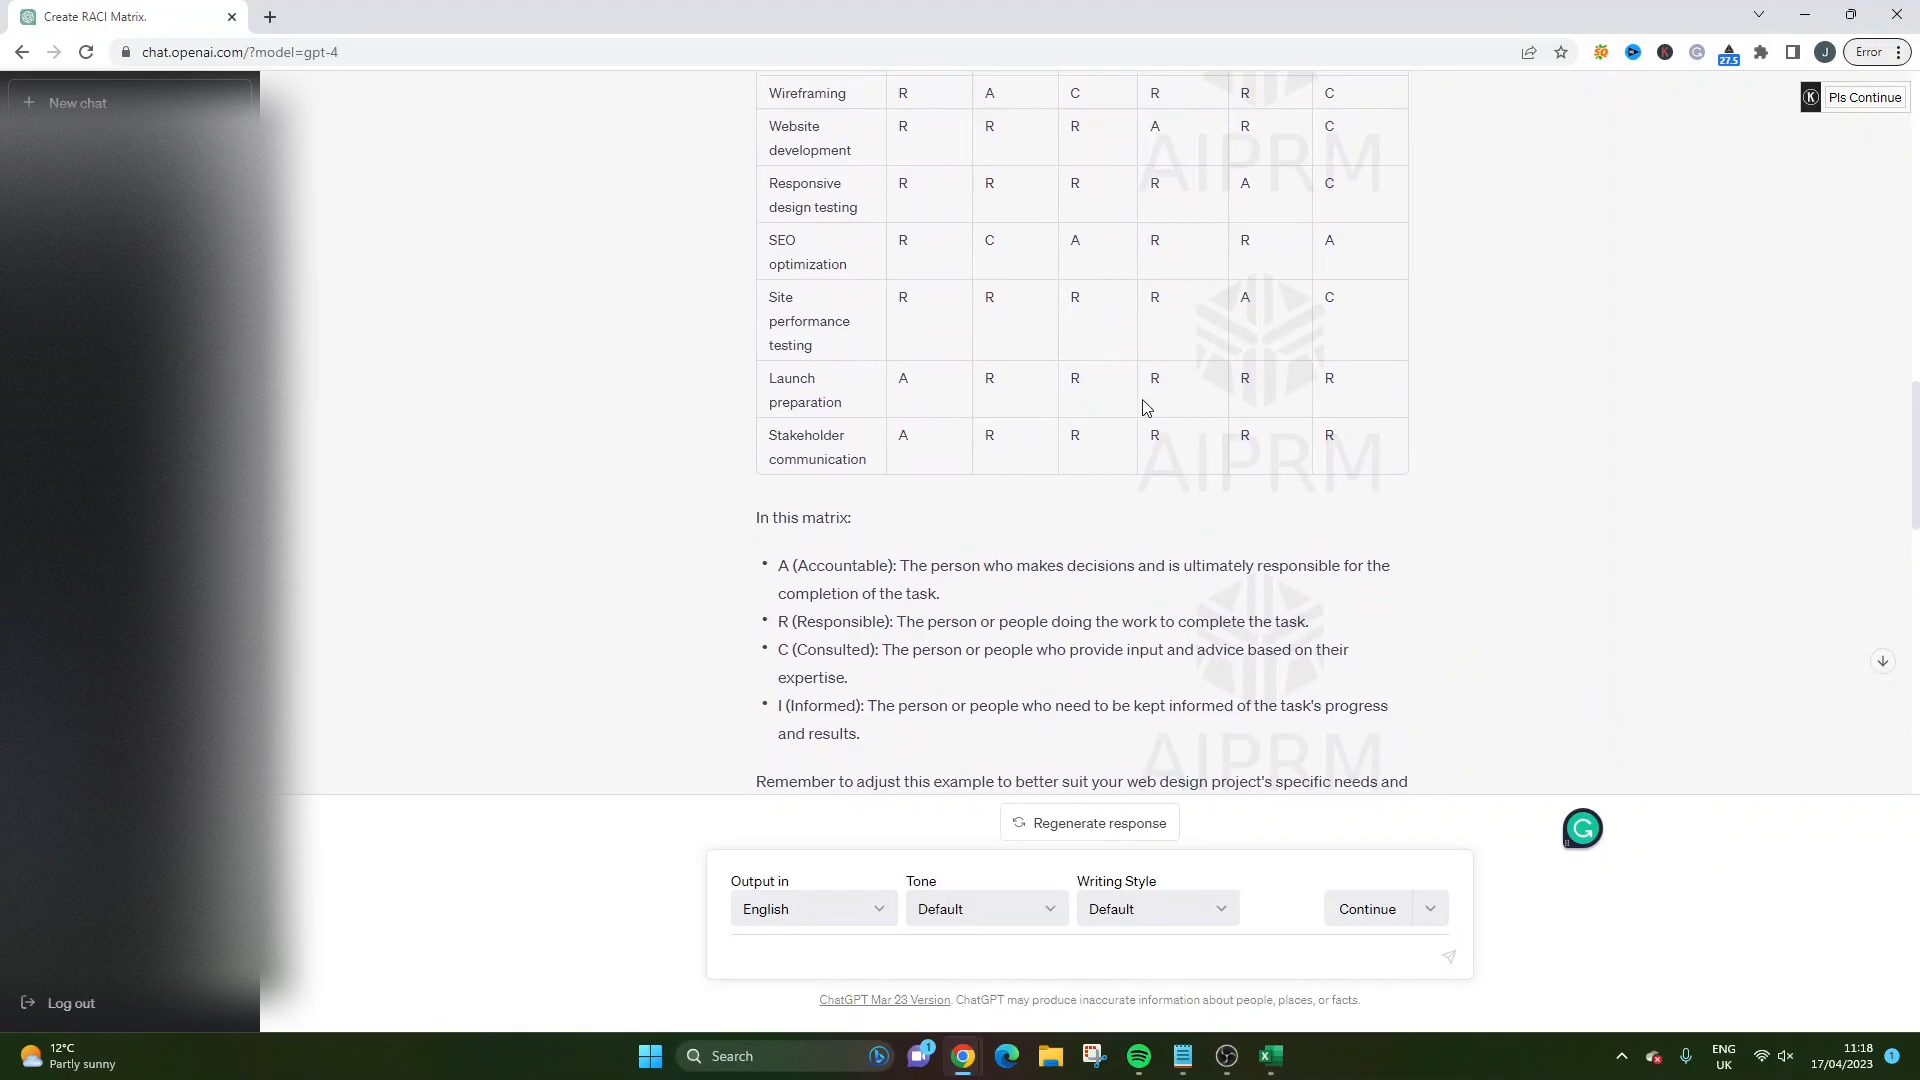 Create RACI Matrix.
chat.openai.com/?model=gpt-4
27.5
J
Error
New chat
K Pls Continue
Wireframing R A C R R C
Website R R R A R C
development
Responsive R R R R A C
design testing
SEO R C A R R A
optimization
Site R R R R A C
performance
testing
Launch A R R R R R
preparation
Stakeholder A R R R R R
communication
AIPRM
AIPRM
AIPRM
In this matrix:
• A (Accountable): The person who makes decisions and is ultimately responsible for the
completion of the task.
• R (Responsible): The person or people doing the work to complete the task.
• C (Consulted): The person or people who provide input and advice based on their
expertise.
• I (Informed): The person or people who need to be kept informed of the task's progress
and results.
Remember to adjust this example to better suit your web design project's specific needs and
Regenerate response
Output in Tone Writing Style
English Default Default Continue
ChatGPT Mar 23 Version. ChatGPT may produce inaccurate information about people, places, or facts.
Log out
12°C
Partly sunny
Search
1
ENG
UK
11:18
17/04/2023
1